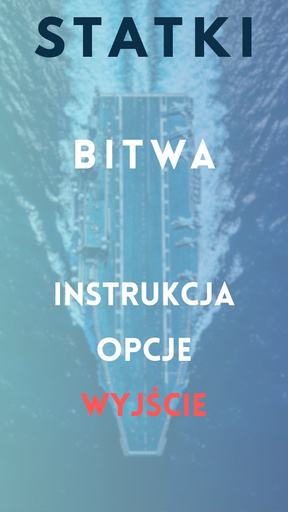 STATKI
BITWA
INSTRUKCJA
OPCJE
WYJŚCIE